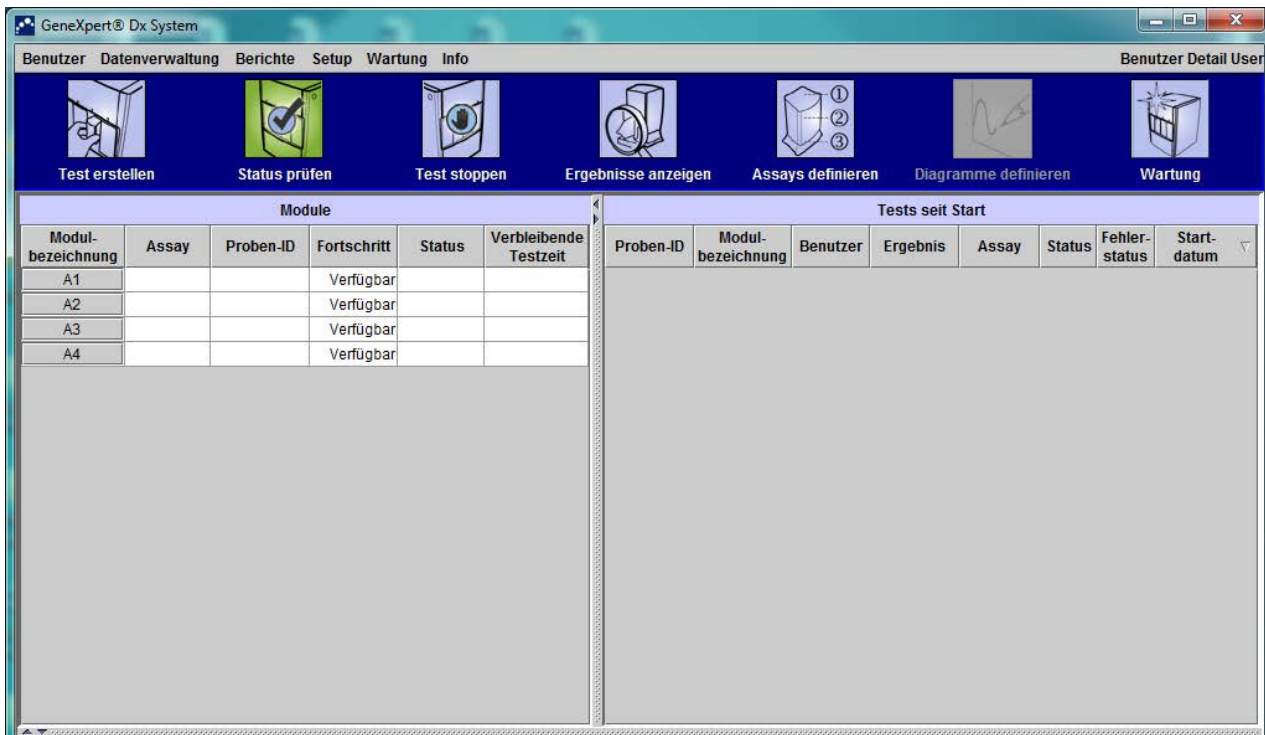 GeneXpert® Dx System
Benutzer Datenverwaltung Berichte Setup Wartung Info Benutzer Detail User
Test erstellen Status prüfen Test stoppen Ergebnisse anzeigen Assays definieren Diagramme definieren Wartung
Module
Modul-bezeichnung Assay Proben-ID Fortschritt Status Verbleibende Testzeit
A1 Verfügbar
A2 Verfügbar
A3 Verfügbar
A4 Verfügbar
Tests seit Start
Proben-ID Modul-bezeichnung Benutzer Ergebnis Assay Status Fehler-status Start-datum
① 
② 
③